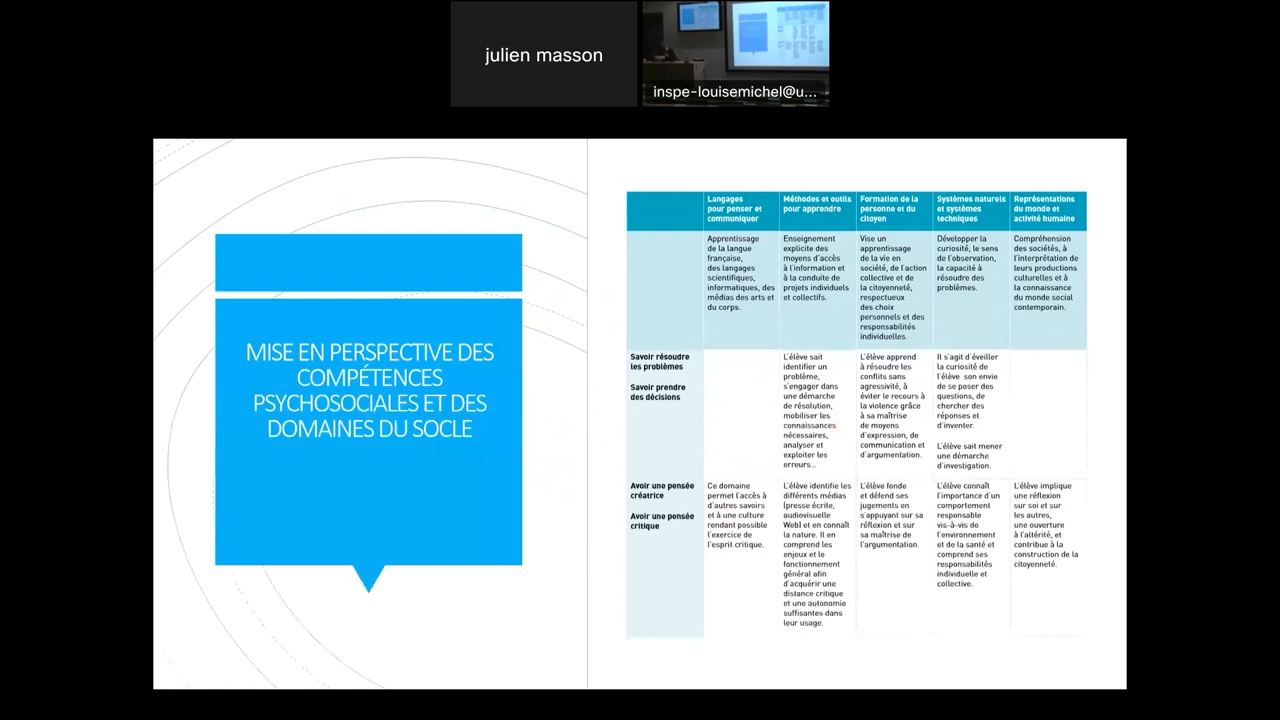 julien masson
inspe-louisemichel@u...
MISE EN PERSPECTIVE DES
COMPÉTENCES
PSYCHOSOCIALES ET DES
DOMAINES DU SOCLE
Langages
pour penser et
communiquer
Méthodes et outils
pour apprendre
Formation de la
personne et du
citoyen
Systèmes naturels
et systèmes
techniques
Représentations
du monde et
activité humaine
Apprentissage
de la langue
française,
des langages
scientifiques,
informatiques, des
médias des arts et
du corps.
Enseignement
explicite des
moyens d'accès
à l'information et
à la conduite de
projets individuels
et collectifs.
Vise un
apprentissage
de la vie en
société, de l'action
collective et de
la citoyenneté,
respectueux
des choix
personnels et des
responsabilités
individuelles.
Développer la
curiosité, le sens
de l'observation,
la capacité à
résoudre des
problèmes.
Compréhension
des sociétés, à
l'interprétation de
leurs productions
culturelles et à
la connaissance
du monde social
contemporain.
Savoir résoudre
les problèmes
Savoir prendre
des décisions
L'élève sait
identifier un
problème,
s'engager dans
une démarche
de résolution,
mobiliser les
connaissances
nécessaires,
analyser et
exploiter les
erreurs...
L'élève apprend
à résoudre les
conflits sans
agressivité, à
éviter le recours à
la violence grâce
à sa maîtrise
de moyens
d'expression, de
communication et
d'argumentation.
Il s'agit d'éveiller
la curiosité de
l'élève son envie
de se poser des
questions, de
chercher des
réponses et
d'inventer.
L'élève sait mener
une démarche
d'investigation.
Avoir une pensée
créatrice
Avoir une pensée
critique
Ce domaine
permet l'accès à
d'autres savoirs
et à une culture
rendant possible
l'exercice de
l'esprit critique.
L'élève identifie les
différents médias
(presse écrite,
audiovisuelle
Web) et en connaît
la nature. Il en
comprend les
enjeux et le
fonctionnement
général afin
d'acquérir une
distance critique
et une autonomie
suffisantes dans
leur usage.
L'élève fonde
et défend ses
jugements en
s'appuyant sur sa
réflexion et sur
sa maîtrise de
l'argumentation.
L'élève connaît
l'importance d'un
comportement
responsable
vis-à-vis de
l'environnement
et de la santé et
comprend ses
responsabilités
individuelle et
collective.
L'élève implique
une réflexion
sur soi et sur
les autres,
une ouverture
à l'altérité, et
contribue à la
construction de la
citoyenneté.